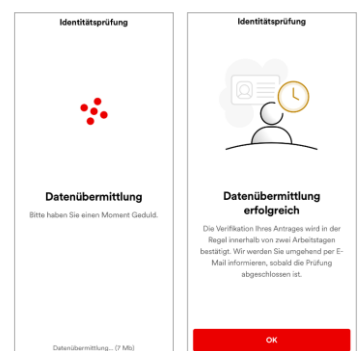 Identitätsprüfung
Datenübermittlung
Bitte haben Sie einen Moment Geduld.
Datenübermittlung... (7 Mb)
Identitätsprüfung
Datenübermittlung
erfolgreich
Die Verifikation Ihres Antrages wird in der
Regel innerhalb von zwei Arbeitstagen
bestätigt. Wir werden Sie umgehend per E-
Mail informieren, sobald die Prüfung
abgeschlossen ist.
OK